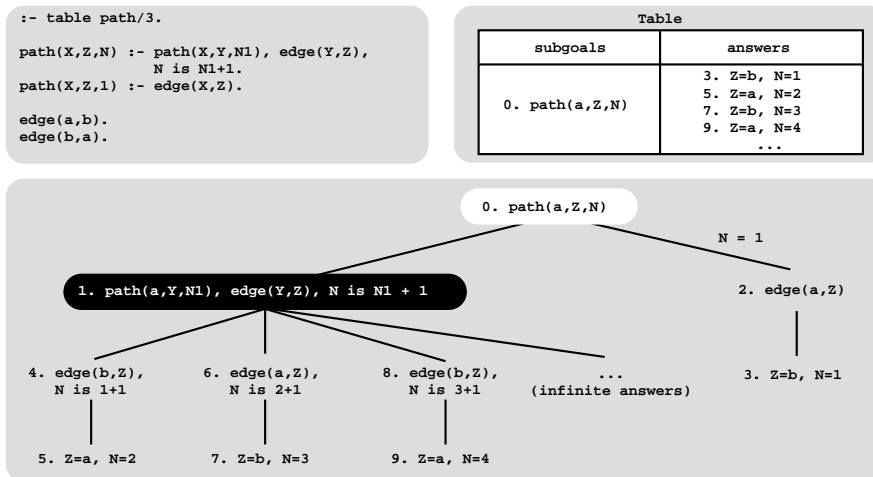 :- table path/3.
path(X,Z,N) :- path(X,Y,N1), edge(Y,Z),
N is N1+1.
path(X,Z,1) :- edge(X,Z).
edge(a,b).
edge(b,a).
Table
subgoals answers
0. path(a,Z,N)
3. Z=b, N=1
5. Z=a, N=2
7. Z=b, N=3
9. Z=a, N=4
...
0. path(a,Z,N)
N = 1
1. path(a,Y,N1), edge(Y,Z), N is N1 + 1
2. edge(a,Z)
4. edge(b,Z),
N is 1+1
6. edge(a,Z),
N is 2+1
8. edge(b,Z),
N is 3+1
...
(infinite answers)
3. Z=b, N=1
5. Z=a, N=2
7. Z=b, N=3
9. Z=a, N=4